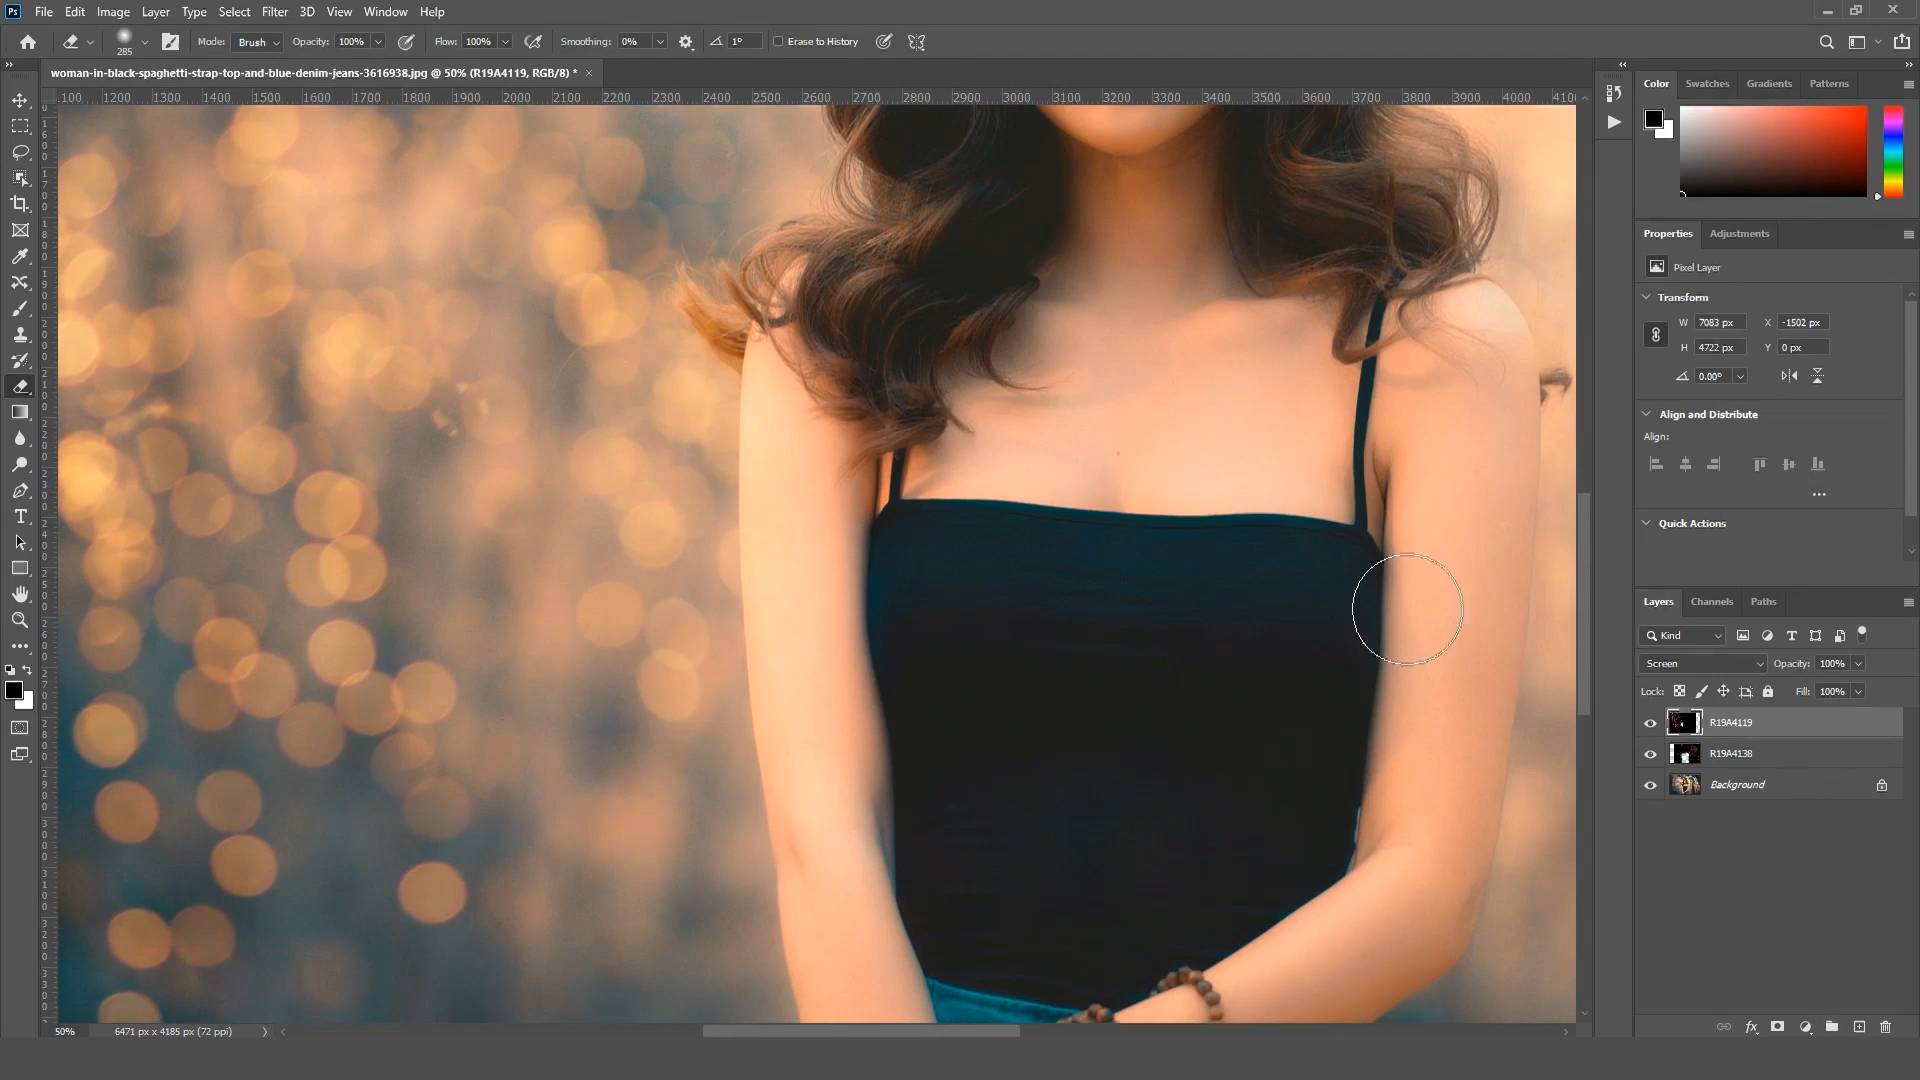 Ps File Edit Image Layer Type Select Filter 3D View Window Help
285 Mode: Brush Opacity: 100% Flow: 100% Smoothing: 0% 1° Erase to History
woman-in-black-spaghetti-strap-top-and-blue-denim-jeans-3616938.jpg @ 50% (R19A4119, RGB/8) * ×
1100 1200 1300 1400 1500 1600 1700 1800 1900 2000 2100 2200 2300 2400 2500 2600 2700 2800 2900 3000 3100 3200 3300 3400 3500 3600 3700 3800 3900 4000 4100
Color Swatches Gradients Patterns
Properties Adjustments
Pixel Layer
Transform
W 7083 px X -1502 px
H 4722 px Y 0 px
0.00°
Align and Distribute
Align:
Quick Actions
Layers Channels Paths
Kind
Screen Opacity: 100%
Lock: Fill: 100%
R19A4119
R19A4138
Background
50% 6471 px x 4185 px (72 ppi)